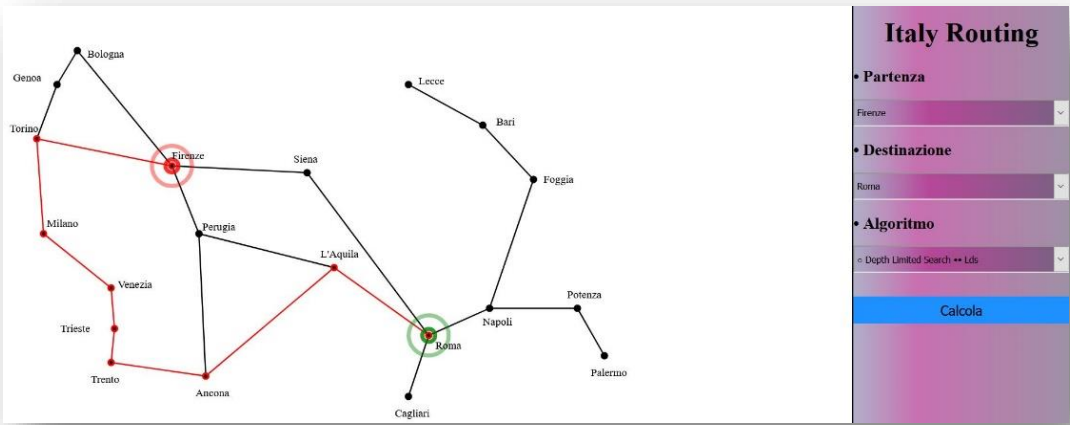 Italy Routing
Bologna
Genoa
Torino
Firenze
Siena
Milano
Perugia
L'Aquila
Venezia
Trieste
Trento
Ancona
Lecce
Bari
Foggia
Potenza
Napoli
Roma
Palermo
Cagliari
• Partenza
Firenze
• Destinazione
Roma
• Algoritmo
○ Depth Limited Search •• Lds
Calcola